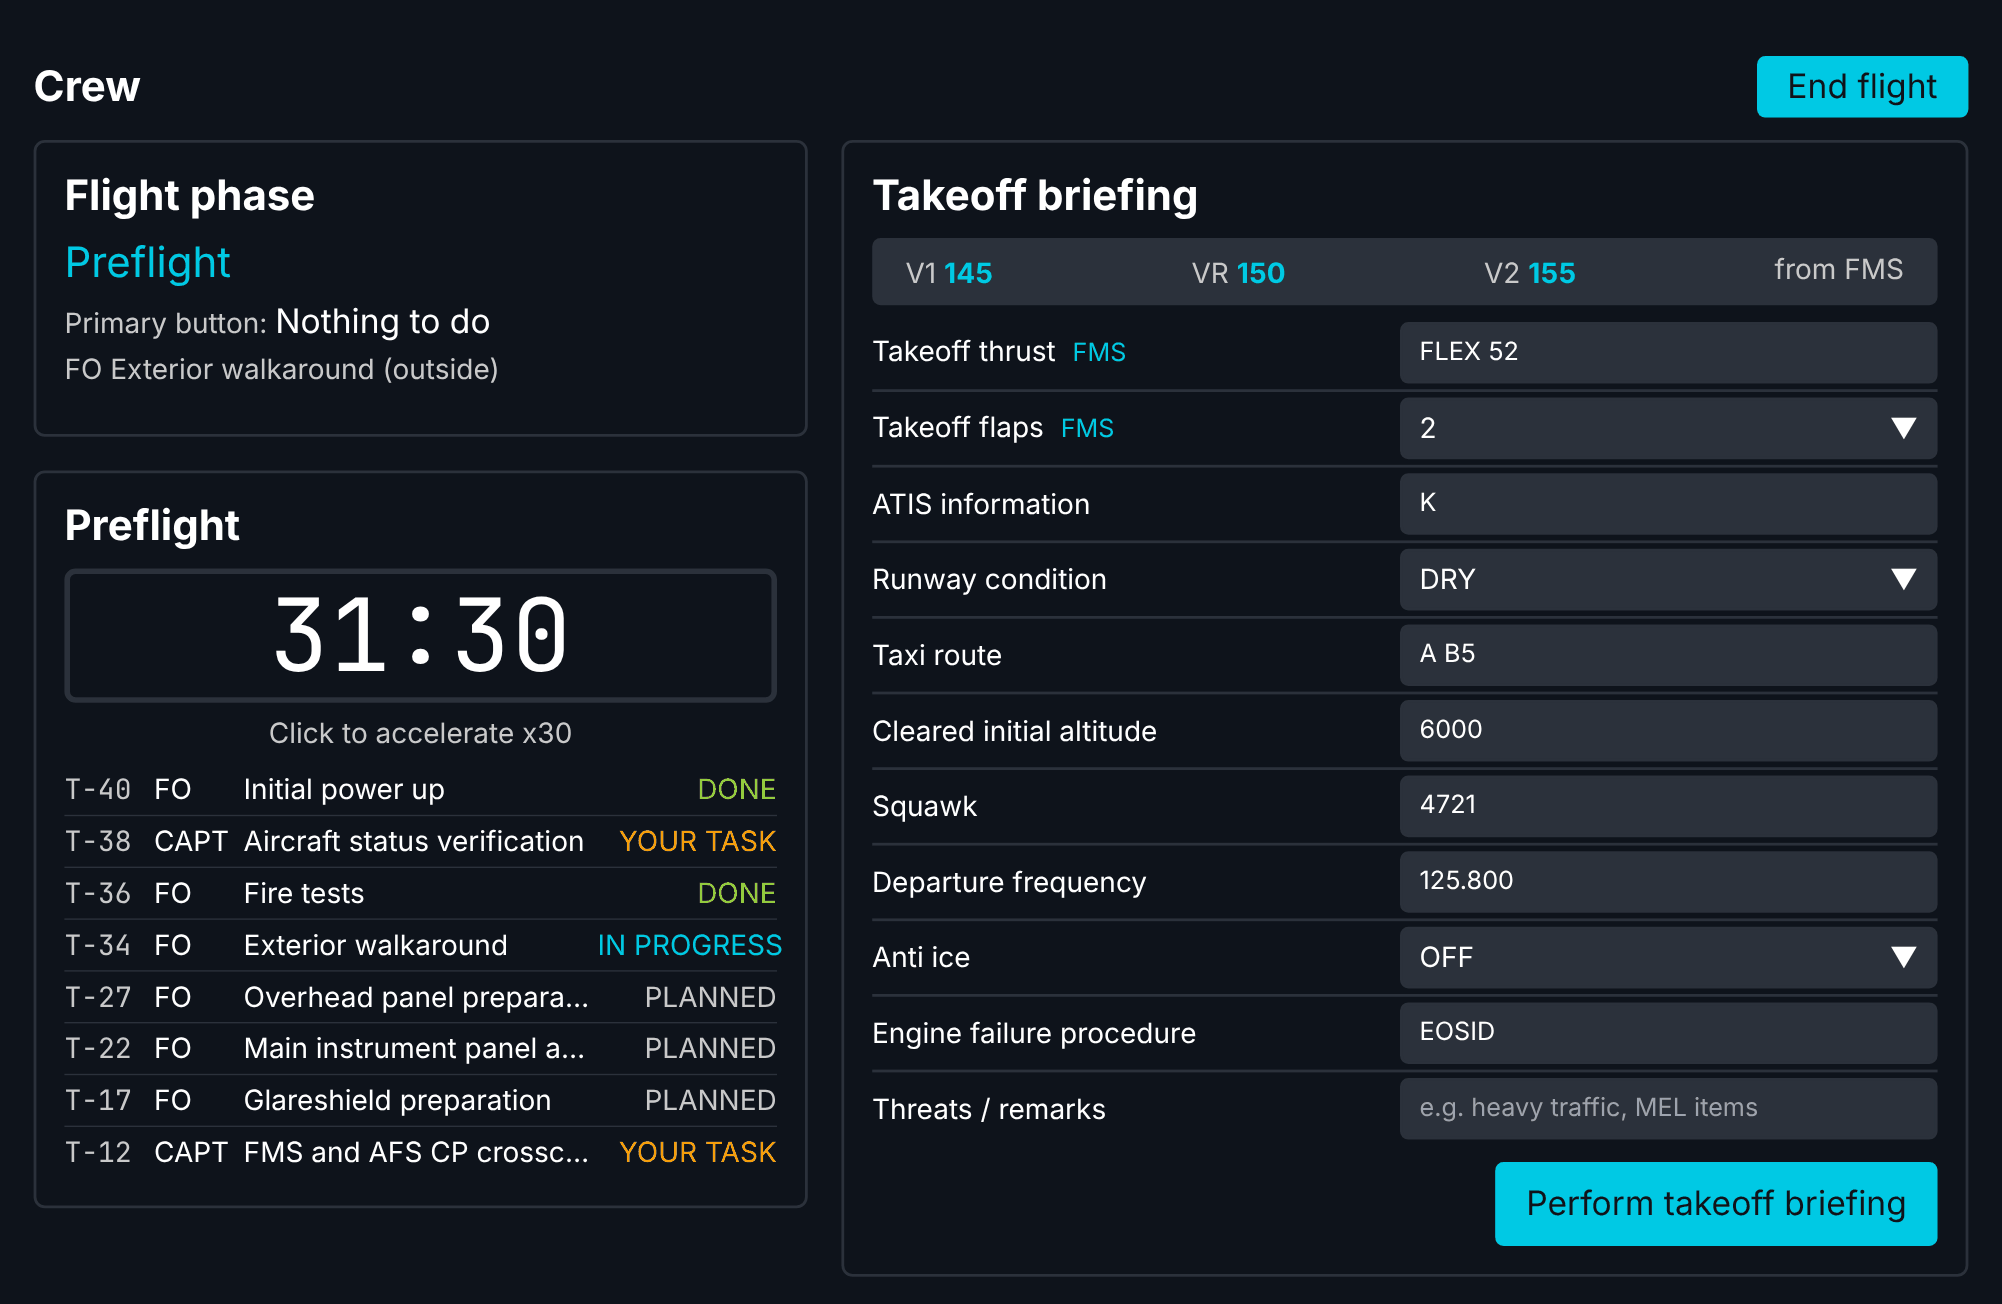 Crew
End flight
Flight phase
Preflight
Primary button: Nothing to do
FO Exterior walkaround (outside)
Preflight
31:30
Click to accelerate x30
T-40 FO Initial power up DONE
T-38 CAPT Aircraft status verification YOUR TASK
T-36 FO Fire tests DONE
T-34 FO Exterior walkaround IN PROGRESS
T-27 FO Overhead panel prepara... PLANNED
T-22 FO Main instrument panel a... PLANNED
T-17 FO Glareshield preparation PLANNED
T-12 CAPT FMS and AFS CP crossc... YOUR TASK
Takeoff briefing
V1 145 VR 150 V2 155 from FMS
Takeoff thrust FMS FLEX 52
Takeoff flaps FMS 2
ATIS information K
Runway condition DRY
Taxi route A B5
Cleared initial altitude 6000
Squawk 4721
Departure frequency 125.800
Anti ice OFF
Engine failure procedure EOSID
Threats / remarks e.g. heavy traffic, MEL items
Perform takeoff briefing